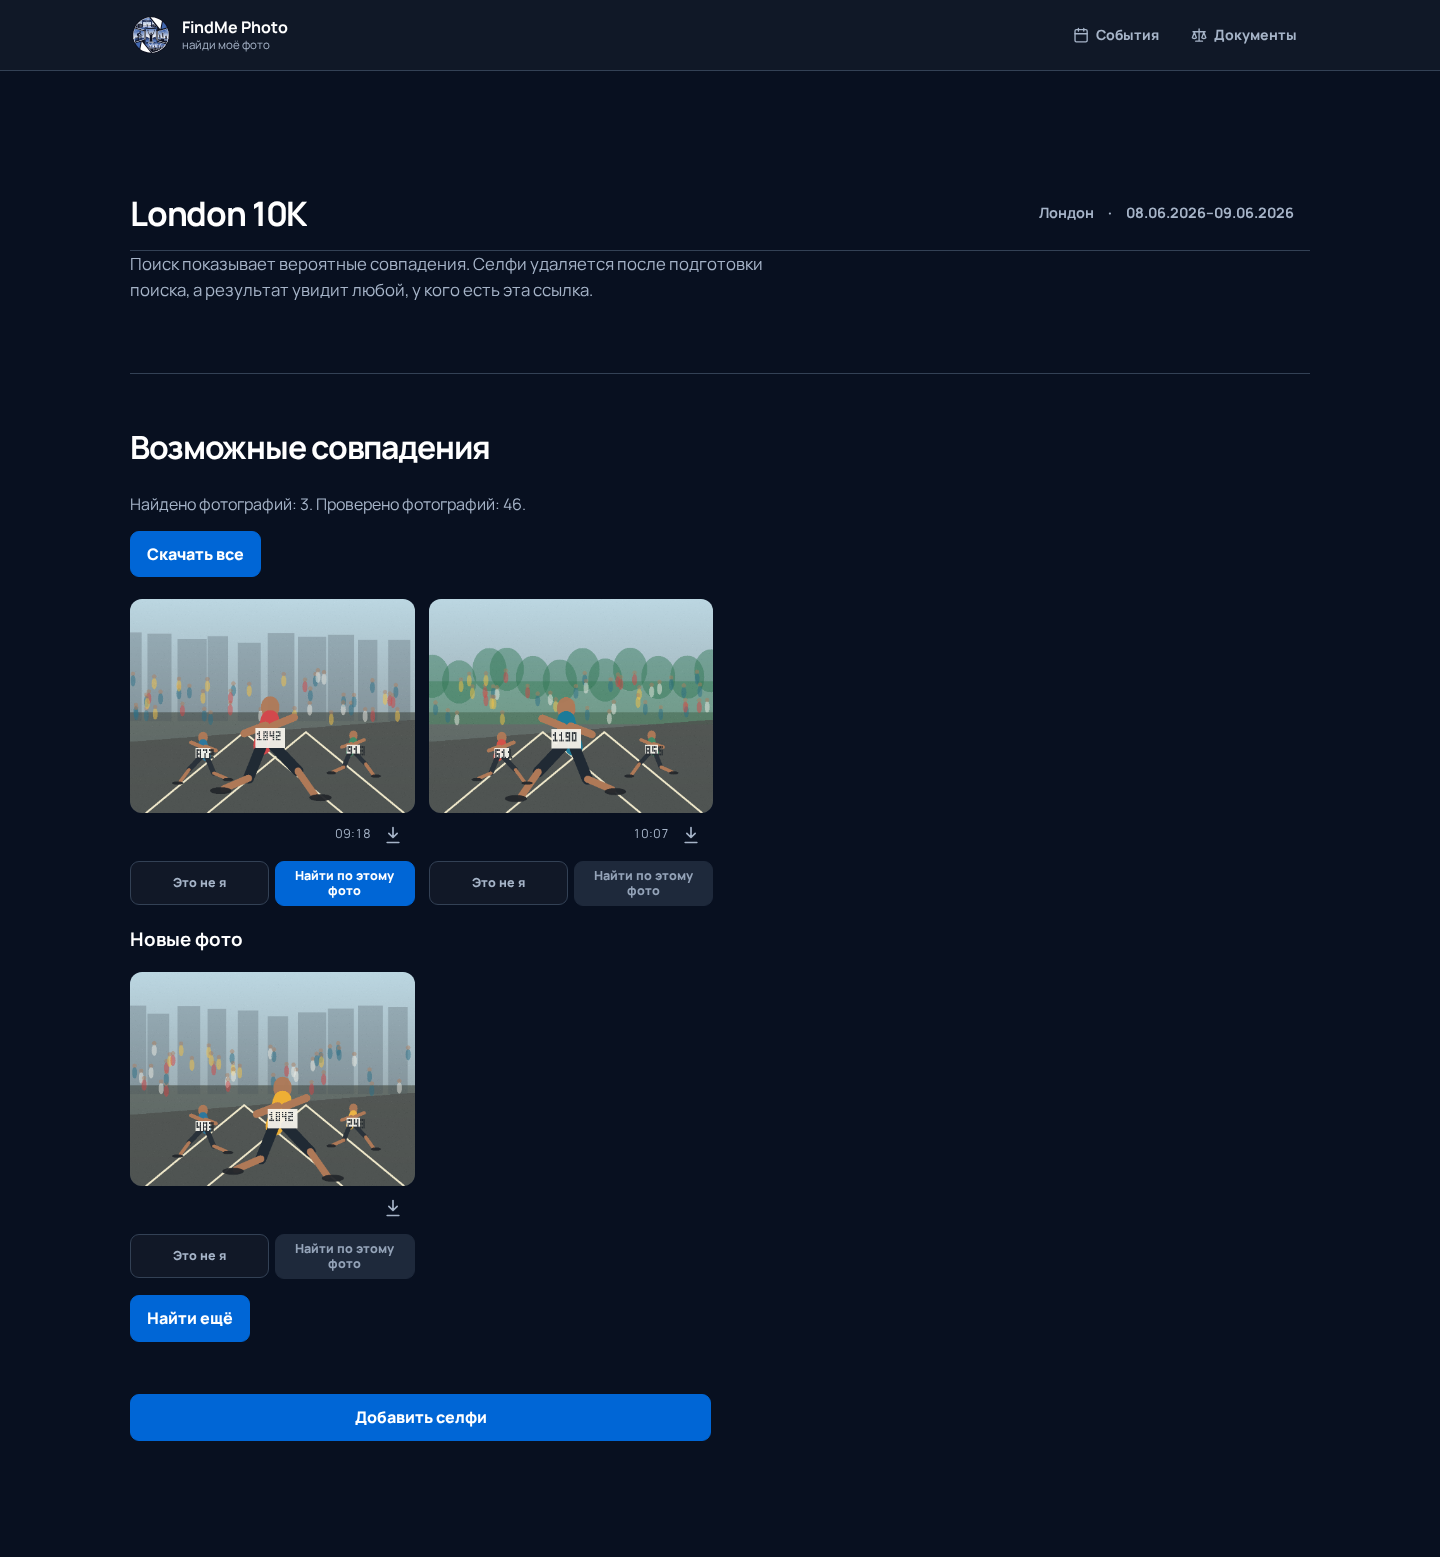 FindMe Photo
найди моё фото
События
Документы
London 10K
Лондон · 08.06.2026–09.06.2026
Поиск показывает вероятные совпадения. Селфи удаляется после подготовки
поиска, а результат увидит любой, у кого есть эта ссылка.
Возможные совпадения
Найдено фотографий: 3. Проверено фотографий: 46.
Скачать все
1842
1190
09:18
10:07
Это не я
Найти по этому
фото
Это не я
Найти по этому
фото
Новые фото
1842
483
Это не я
Найти по этому
фото
Найти ещё
Добавить селфи